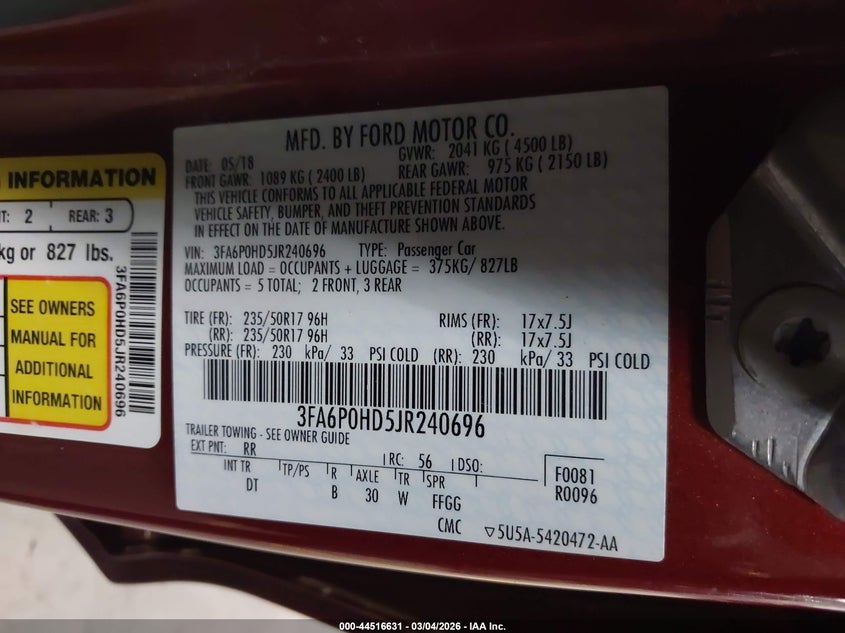 INFORMATION
2
REAR: 3
kg or 827 lbs.
SEE OWNERS
MANUAL FOR
ADDITIONAL
INFORMATION
3FA6P0HD5JR240696
MFD. BY FORD MOTOR CO.
DATE: 05/18 GVWR: 2041 KG ( 4500 LB)
FRONT GAWR: 1089 KG ( 2400 LB) REAR GAWR: 975 KG ( 2150 LB)
THIS VEHICLE CONFORMS TO ALL APPLICABLE FEDERAL MOTOR
VEHICLE SAFETY, BUMPER, AND THEFT PREVENTION STANDARDS
IN EFFECT ON THE DATE OF MANUFACTURE SHOWN ABOVE.
VIN: 3FA6P0HD5JR240696 TYPE: Passenger Car
MAXIMUM LOAD = OCCUPANTS + LUGGAGE = 375KG/ 827LB
OCCUPANTS = 5 TOTAL; 2 FRONT, 3 REAR
TIRE (FR): 235/50R17 96H RIMS (FR): 17x7.5J
(RR): 235/50R17 96H (RR): 17x7.5J
PRESSURE (FR): 230 kPa/ 33 PSI COLD (RR): 230 kPa/ 33 PSI COLD
3FA6P0HD5JR240696
TRAILER TOWING - SEE OWNER GUIDE
EXT PNT: RR RC: 56 DSO: F0081
INT TR TP/PS R AXLE TR SPR R0096
DT B 30 W FFGG
CMC ▽5U5A-5420472-AA
000-44516631 - 03/04/2026 - IAA Inc.